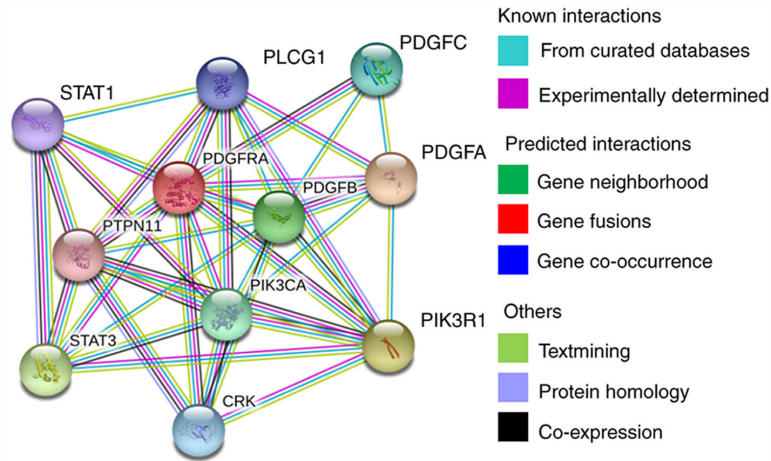 PLCG1
PDGFC
STAT1
PDGFRA
PDGFA
PDGFB
PTPN11
PIK3CA
PIK3R1
STAT3
CRK
Known interactions
From curated databases
Experimentally determined
Predicted interactions
Gene neighborhood
Gene fusions
Gene co-occurrence
Others
Textmining
Protein homology
Co-expression